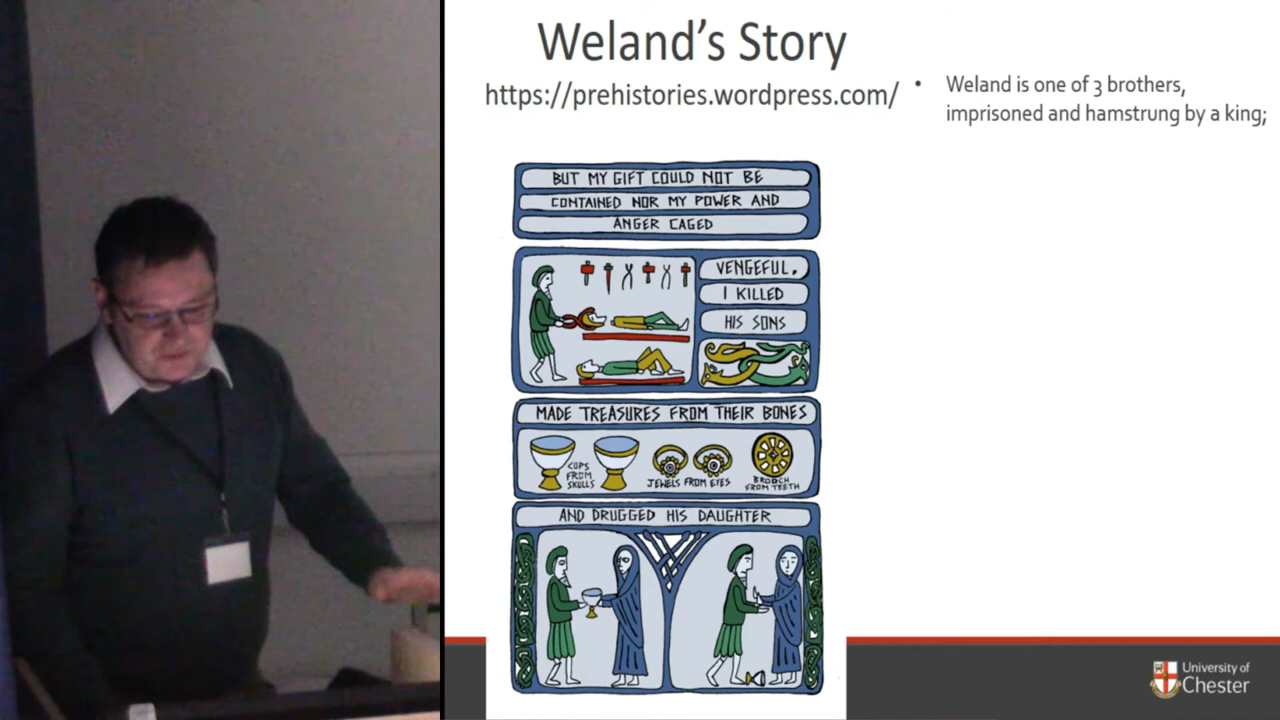 Weland's Story
https://prehistories.wordpress.com/
• Weland is one of 3 brothers,
imprisoned and hamstrung by a king;
BUT MY GIFT COULD NOT BE
CONTAINED NOR MY POWER AND
ANGER CAGED
VENGEFUL,
I KILLED
HIS SONS
MADE TREASURES FROM THEIR BONES
CUPS
FROM
SKULLS
JEWELS FROM EYES
BROOCH
FROM TEETH
AND DRUGGED HIS DAUGHTER
University of
Chester